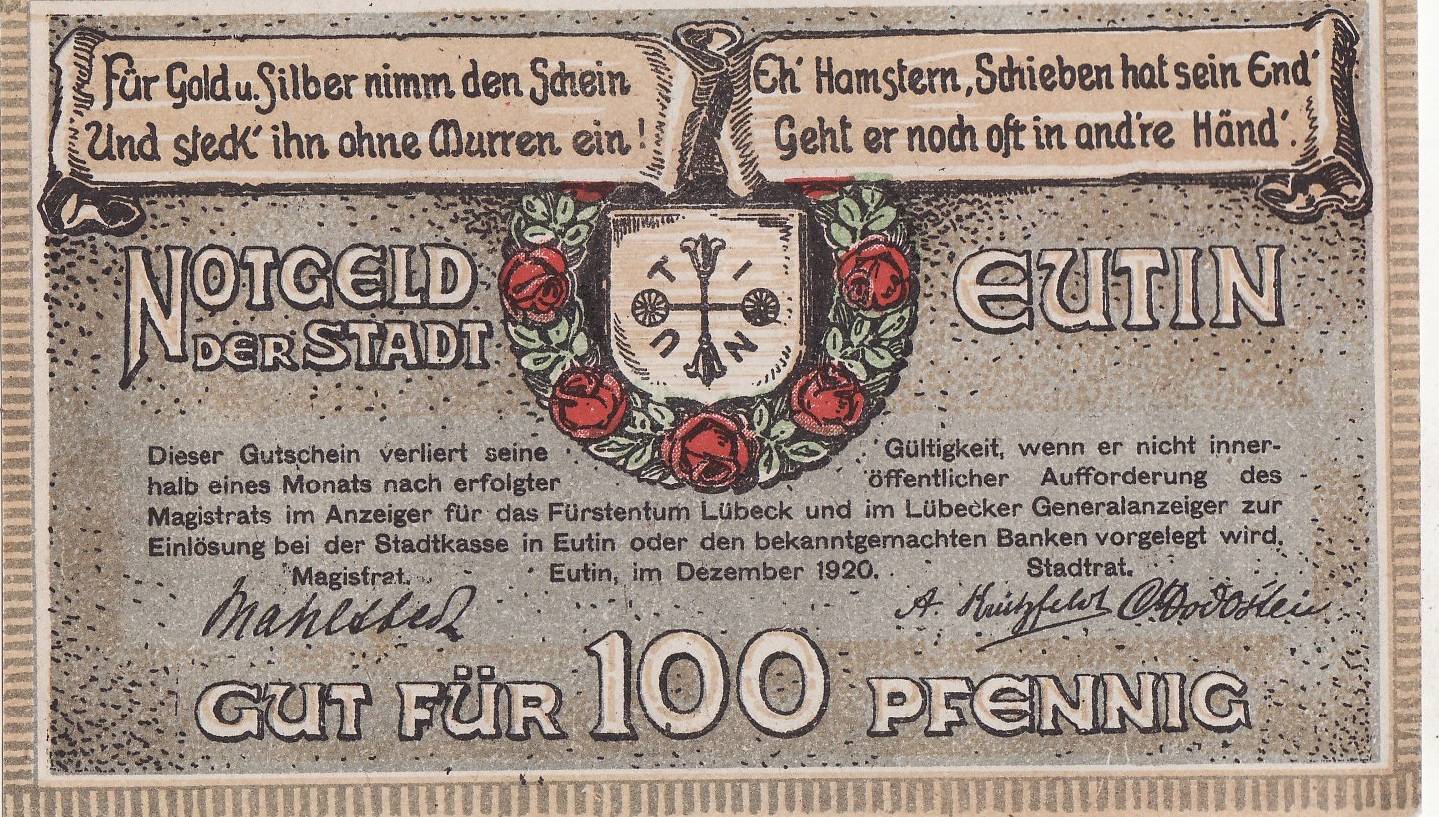 Für Gold u. Silber nimm den Schein
Und steck' ihn ohne Murren ein!
Eh' Hamstern, Schieben hat sein End'
Geht er noch oft in and're Händ'.
NOTGELD
DER STADT
EUTIN
TI
UN
Dieser Gutschein verliert seine Gültigkeit, wenn er nicht inner-
halb eines Monats nach erfolgter öffentlicher Aufforderung des
Magistrats im Anzeiger für das Fürstentum Lübeck und im Lübecker Generalanzeiger zur
Einlösung bei der Stadtkasse in Eutin oder den bekanntgemachten Banken vorgelegt wird.
Magistrat. Eutin, im Dezember 1920. Stadtrat.
GUT FÜR 100 PFENNIG